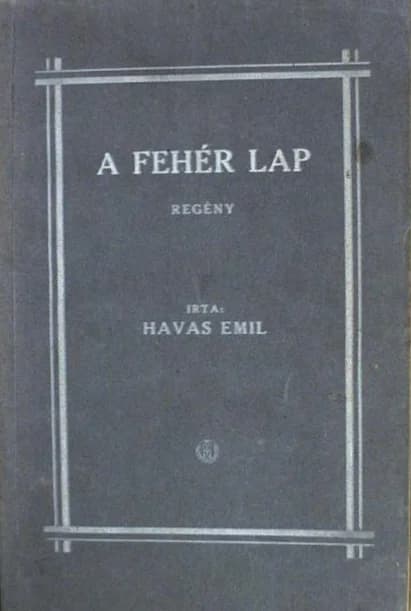 A FEHÉR LAP
REGÉNY
IRTA:
HAVAS EMIL